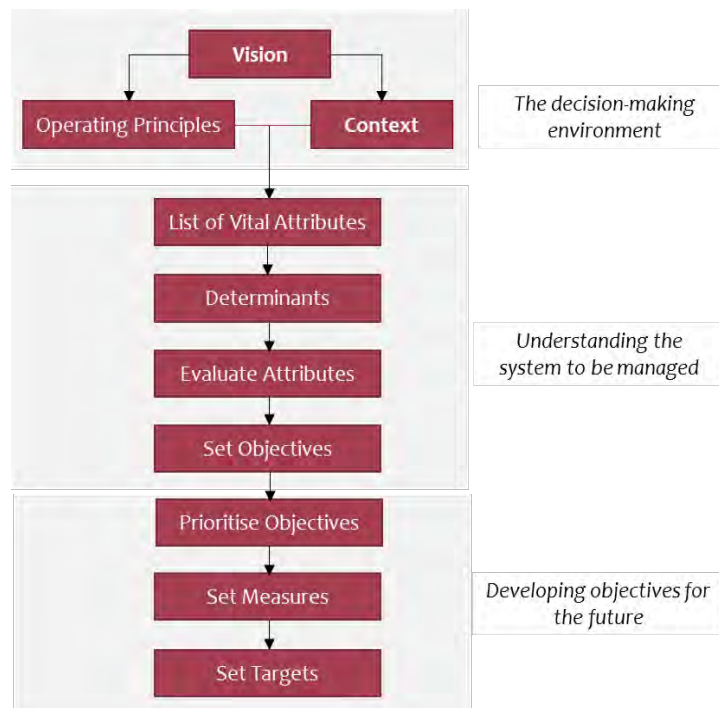 Vision
Operating Principles
Context
The decision-making
environment
List of Vital Attributes
Determinants
Evaluate Attributes
Set Objectives
Understanding the
system to be managed
Prioritise Objectives
Set Measures
Set Targets
Developing objectives for
the future